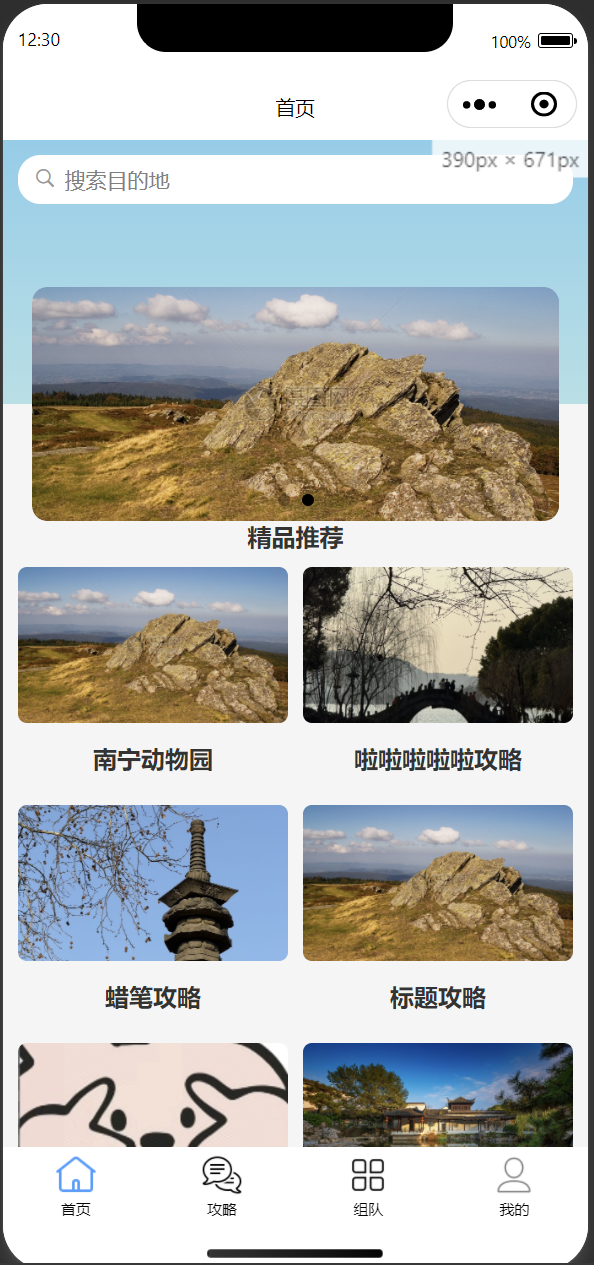 12:30
100%
首页
390px × 671px
搜索目的地
精品推荐
南宁动物园
啦啦啦啦啦攻略
蜡笔攻略
标题攻略
首页
攻略
组队
我的